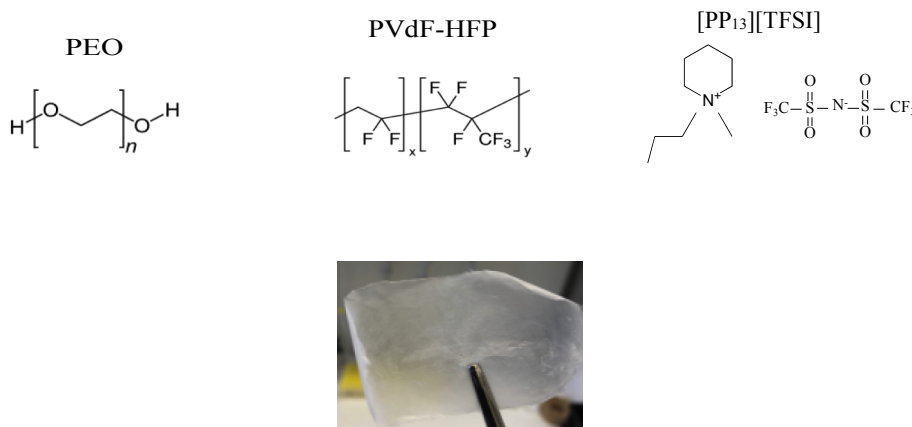 PEO
PVdF-HFP
[PP₁₃][TFSI]
H
O
n
O
H
F
F
x
F
F
F
CF₃
y
N⁺
F₃C
S
O
O
N⁻
S
O
O
CF₃